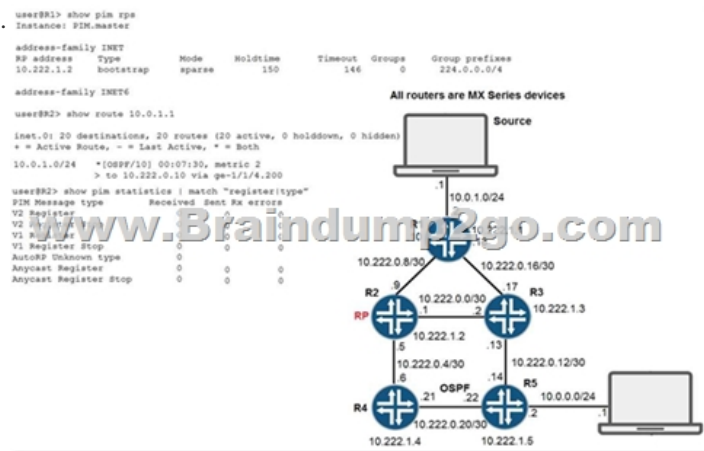 user@R1> show pim rps
Instance: PIM.master
address-family INET
RP address Type Mode Holdtime Timeout Groups Group prefixes
10.222.1.2 bootstrap sparse 150 146 0 224.0.0.0/4
address-family INET6
user@R2> show route 10.0.1.1
inet.0: 20 destinations, 20 routes (20 active, 0 holddown, 0 hidden)
+ = Active Route, - = Last Active, * = Both
10.0.1.0/24 *[OSPF/10] 00:07:30, metric 2
> to 10.222.0.10 via ge-1/1/4.200
user@R2> show pim statistics | match "register|type"
PIM Message type Received Sent Rx errors
V2 Register
V2
V1
V1 Register Stop 0 0 0
AutoRP Unknown type 0
Anycast Register 0 0 0
Anycast Register Stop 0 0 0
www.Braindump2go.com
All routers are MX Series devices
Source
.1
10.0.1.0/24
10.222.0.8/30
10.222.0.16/30
.9
.17
R2
R3
RP
10.222.0.0/30
.1
.2
10.222.1.3
10.222.1.2
.5
.13
10.222.0.4/30
10.222.0.12/30
.6
.14
R5
OSPF
10.0.0.0/24
R4
.21
.22
.2
.1
10.222.0.20/30
10.222.1.4
10.222.1.5